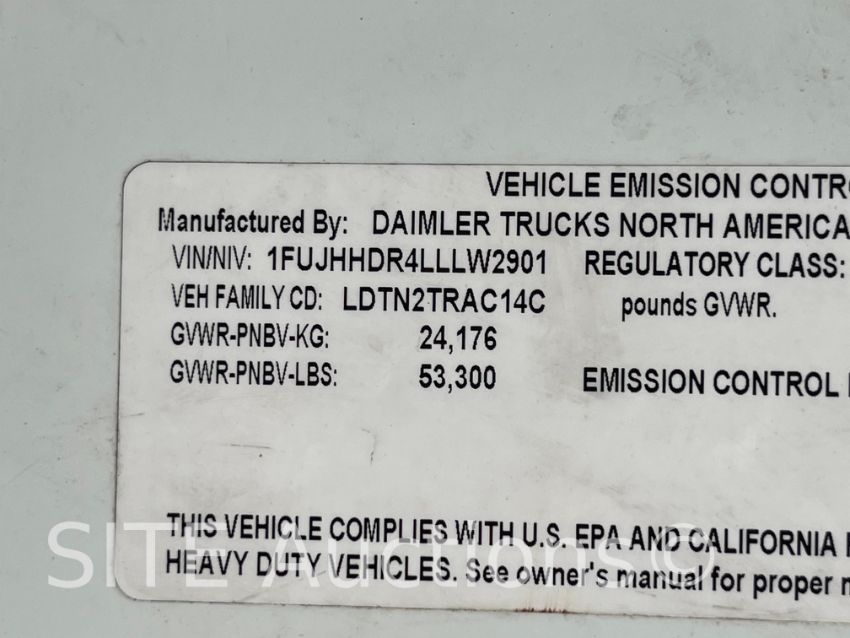 VEHICLE EMISSION CONTRO
Manufactured By: DAIMLER TRUCKS NORTH AMERICA
VIN/NIV: 1FUJHHDR4LLLW2901 REGULATORY CLASS:
VEH FAMILY CD: LDTN2TRAC14C pounds GVWR.
GVWR-PNBV-KG: 24,176
GVWR-PNBV-LBS: 53,300 EMISSION CONTROL
THIS VEHICLE COMPLIES WITH U.S. EPA AND CALIFORNIA
HEAVY DUTY VEHICLES. See owner's manual for proper
SITE Auctions©